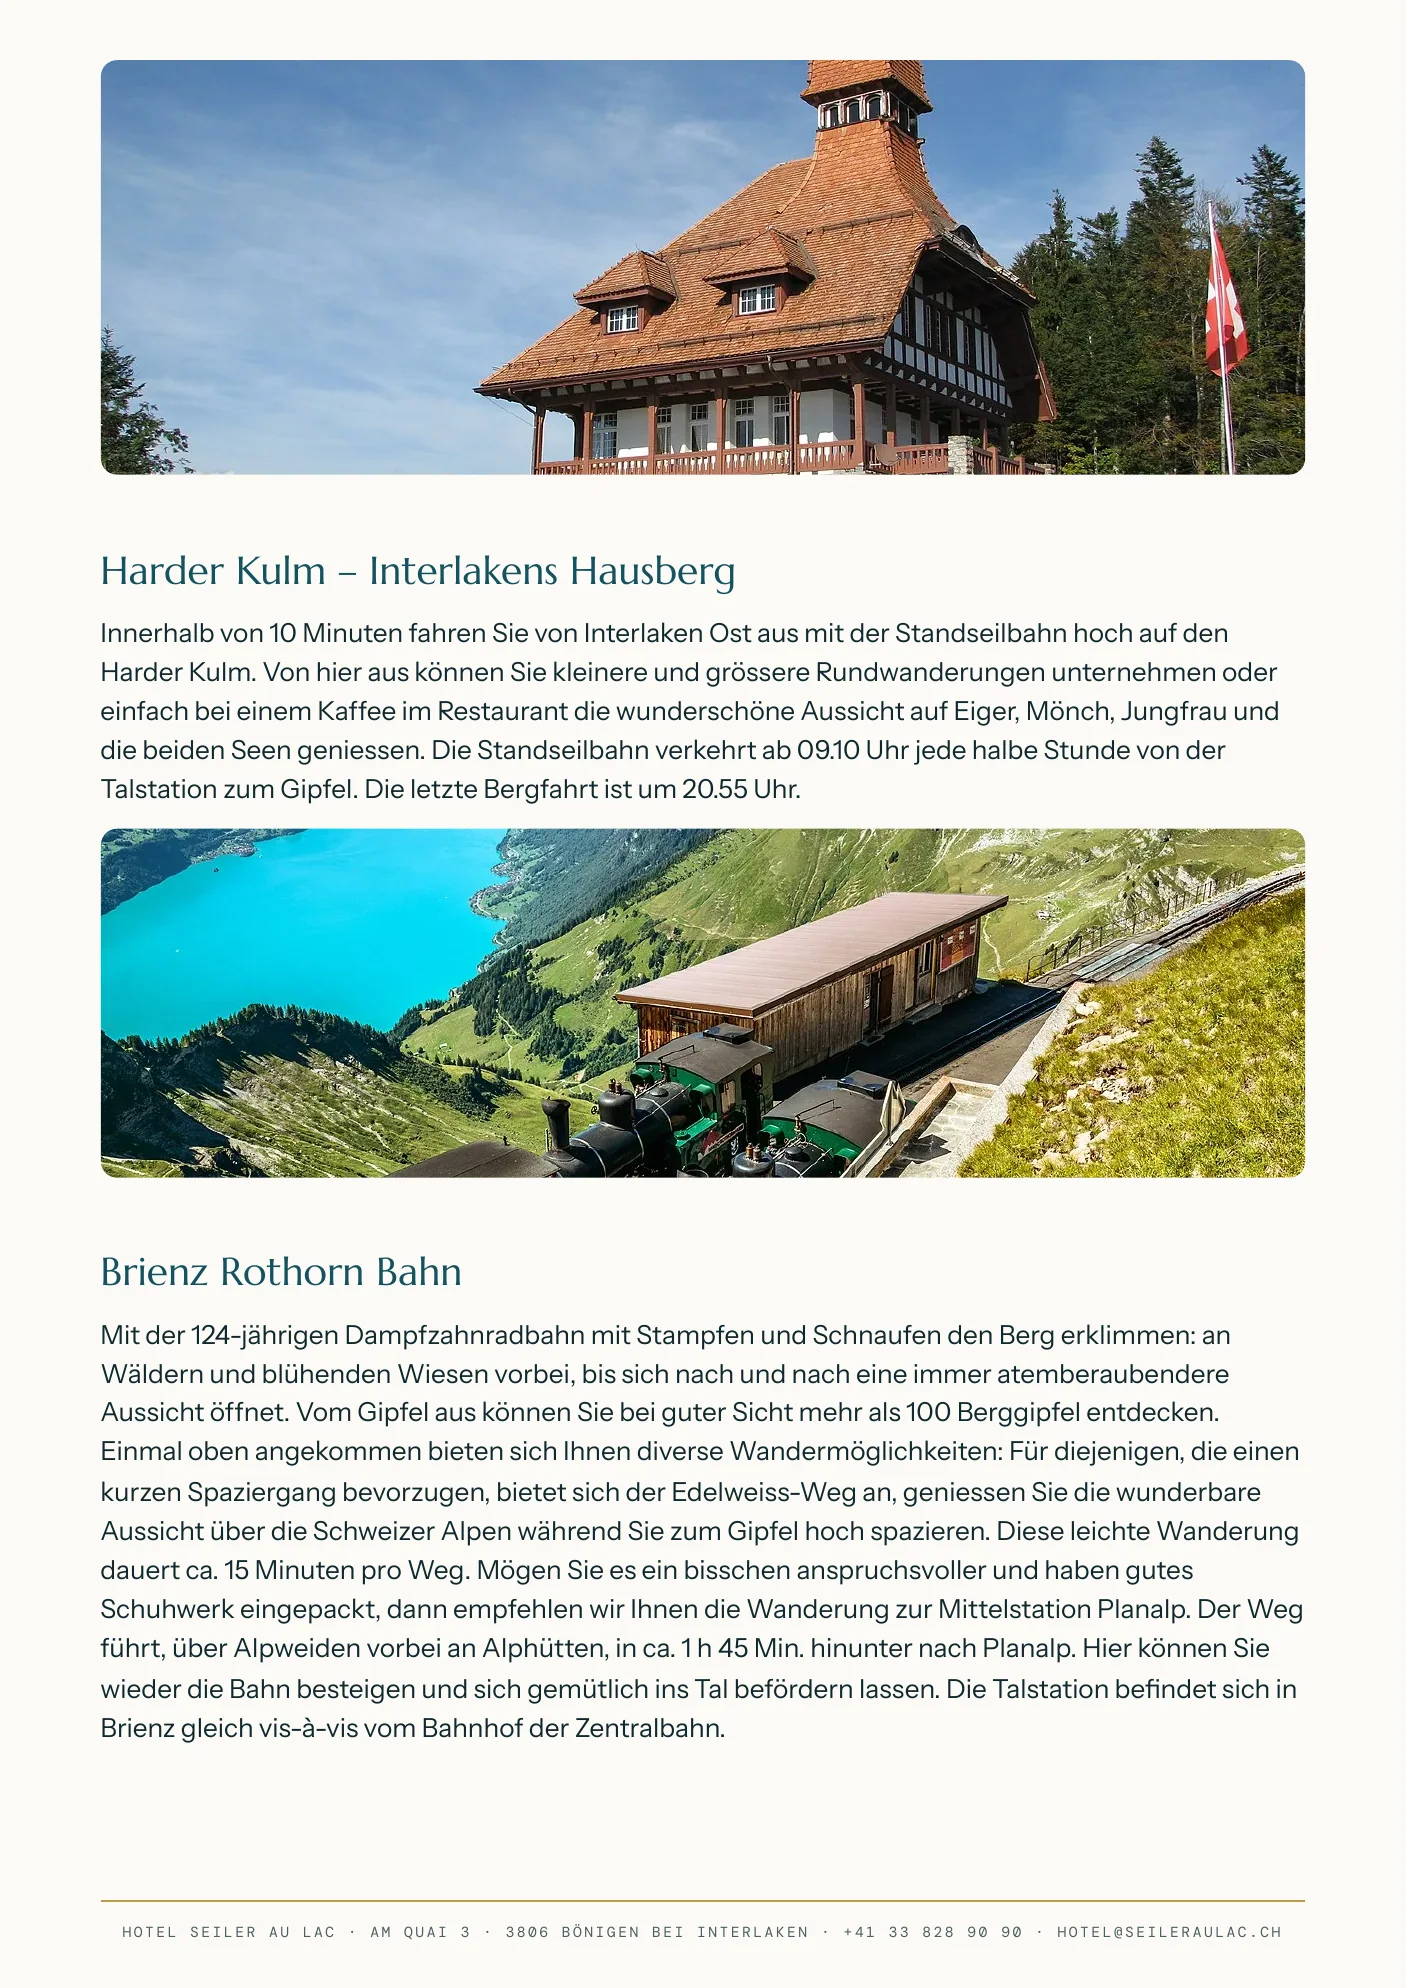 Harder Kulm – Interlakens Hausberg
Innerhalb von 10 Minuten fahren Sie von Interlaken Ost aus mit der Standseilbahn hoch auf den
Harder Kulm. Von hier aus können Sie kleinere und grössere Rundwanderungen unternehmen oder
einfach bei einem Kaffee im Restaurant die wunderschöne Aussicht auf Eiger, Mönch, Jungfrau und
die beiden Seen geniessen. Die Standseilbahn verkehrt ab 09.10 Uhr jede halbe Stunde von der
Talstation zum Gipfel. Die letzte Bergfahrt ist um 20.55 Uhr.
Brienz Rothorn Bahn
Mit der 124-jährigen Dampfzahnradbahn mit Stampfen und Schnaufen den Berg erklimmen: an
Wäldern und blühenden Wiesen vorbei, bis sich nach und nach eine immer atemberaubendere
Aussicht öffnet. Vom Gipfel aus können Sie bei guter Sicht mehr als 100 Berggipfel entdecken.
Einmal oben angekommen bieten sich Ihnen diverse Wandermöglichkeiten: Für diejenigen, die einen
kurzen Spaziergang bevorzugen, bietet sich der Edelweiss-Weg an, geniessen Sie die wunderbare
Aussicht über die Schweizer Alpen während Sie zum Gipfel hoch spazieren. Diese leichte Wanderung
dauert ca. 15 Minuten pro Weg. Mögen Sie es ein bisschen anspruchsvoller und haben gutes
Schuhwerk eingepackt, dann empfehlen wir Ihnen die Wanderung zur Mittelstation Planalp. Der Weg
führt, über Alpweiden vorbei an Alphütten, in ca. 1 h 45 Min. hinunter nach Planalp. Hier können Sie
wieder die Bahn besteigen und sich gemütlich ins Tal befördern lassen. Die Talstation befindet sich in
Brienz gleich vis-à-vis vom Bahnhof der Zentralbahn.
HOTEL SEILER AU LAC · AM QUAI 3 · 3806 BÖNIGEN BEI INTERLAKEN · +41 33 828 90 90 · HOTEL@SEILERAULAC.CH